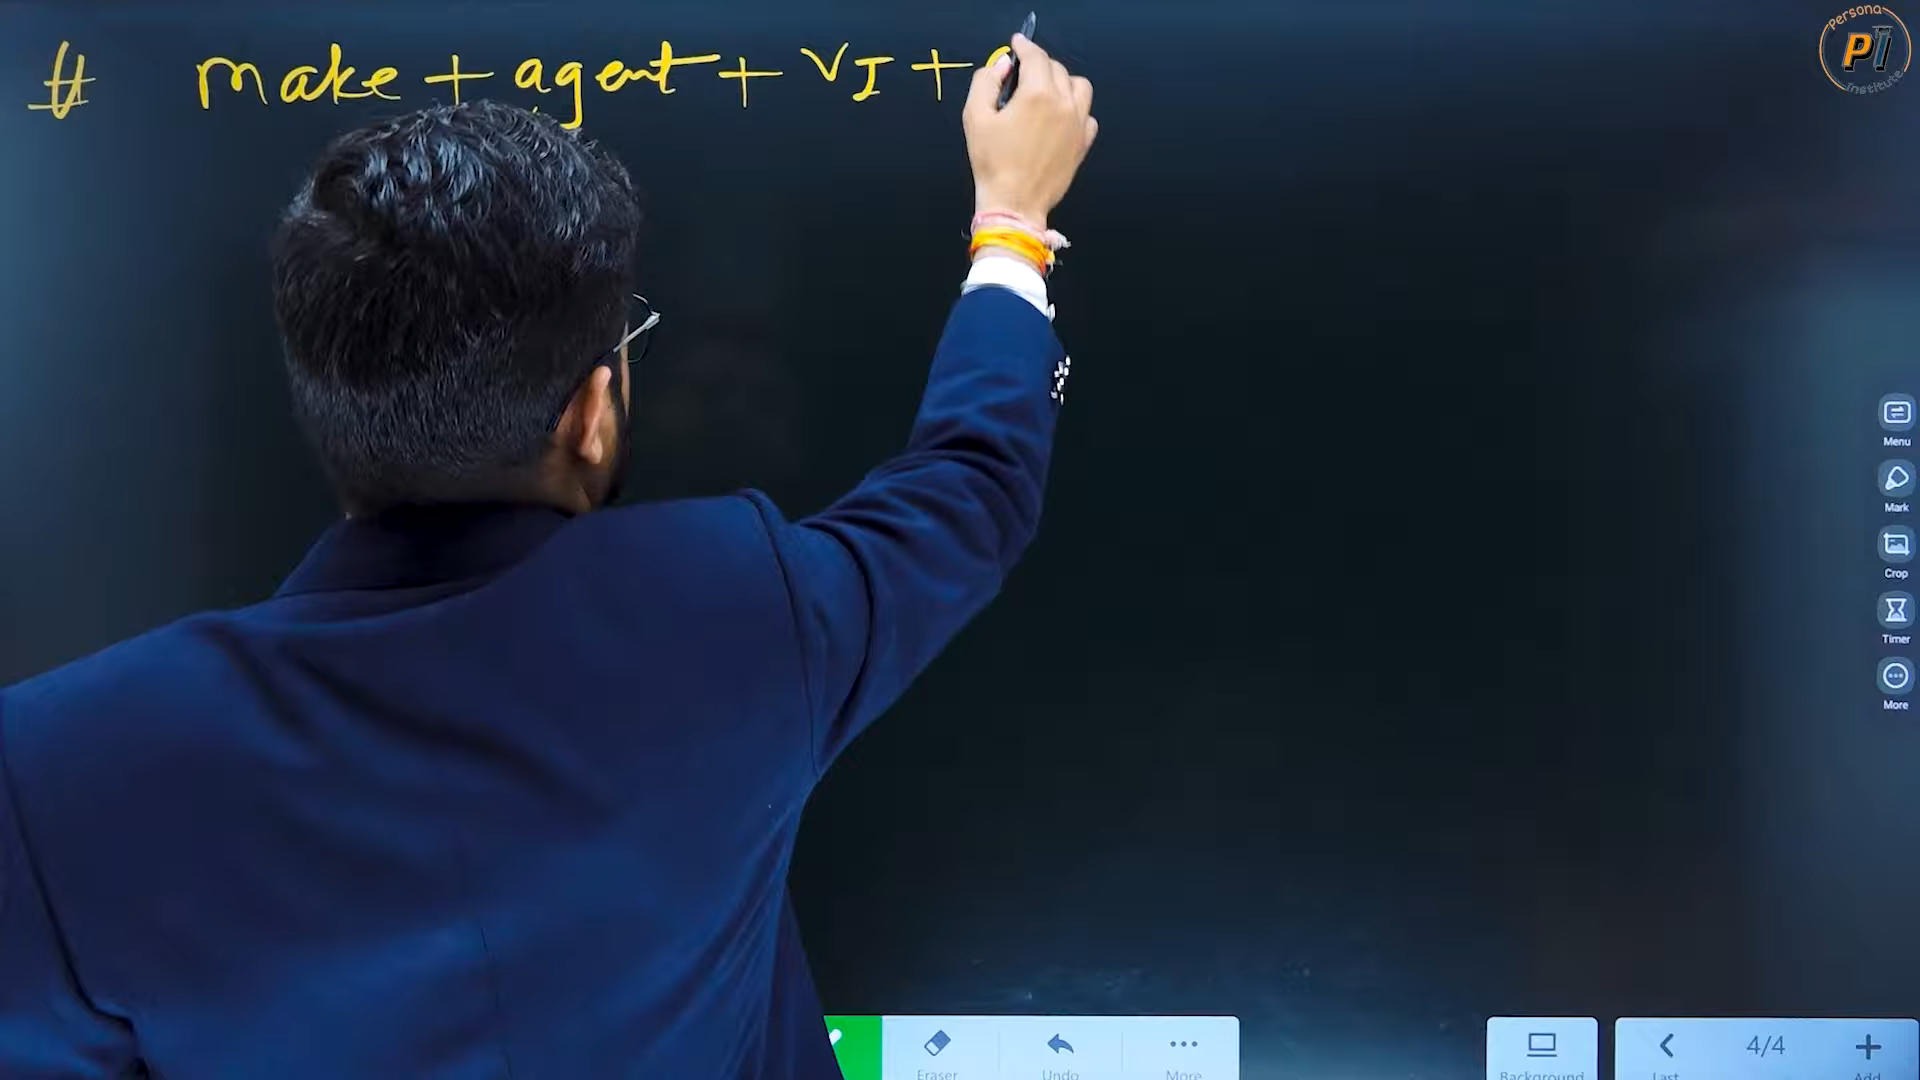 # make + agent + VI +
Persona
PI
Institute
Menu
Mark
Crop
Timer
More
Eraser
Undo
More
Background
Last
4/4
Add